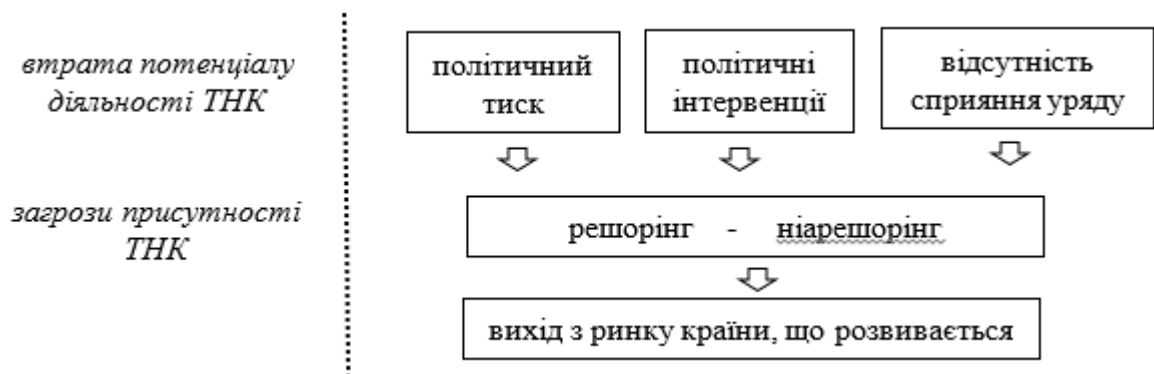 втрата потенціалу
діяльності ТНК
політичний
тиск
політичні
інтервенції
відсутність
сприяння уряду
загрози присутності
ТНК
решорінг - ніарешорінг
вихід з ринку країни, що розвивається